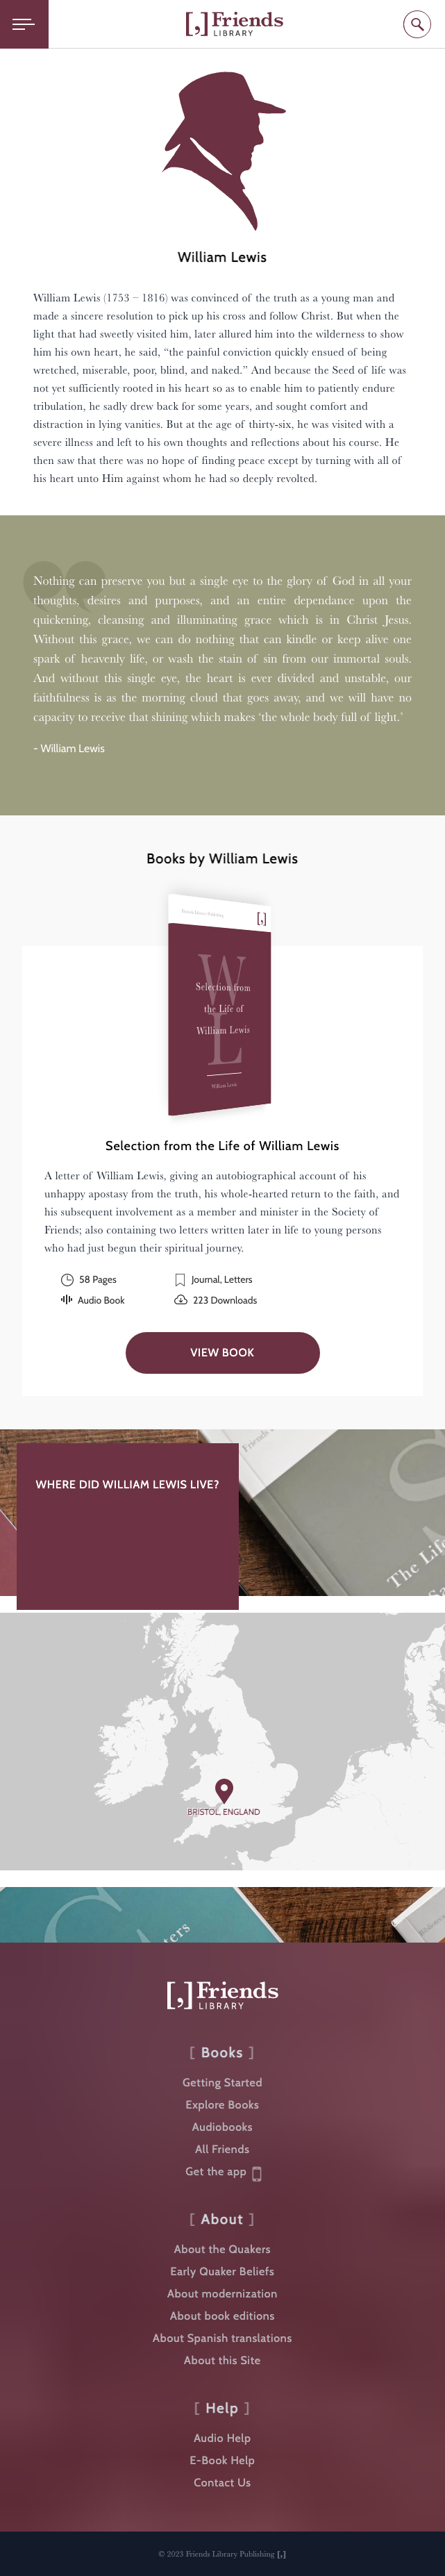 [,] Friends
LIBRARY
William Lewis
William Lewis (1753 – 1816) was convinced of the truth as a young man and
made a sincere resolution to pick up his cross and follow Christ. But when the
light that had sweetly visited him, later allured him into the wilderness to show
him his own heart, he said, “the painful conviction quickly ensued of being
wretched, miserable, poor, blind, and naked.” And because the Seed of life was
not yet sufficiently rooted in his heart so as to enable him to patiently endure
tribulation, he sadly drew back for some years, and sought comfort and
distraction in lying vanities. But at the age of thirty-six, he was visited with a
severe illness and left to his own thoughts and reflections about his course. He
then saw that there was no hope of finding peace except by turning with all of
his heart unto Him against whom he had so deeply revolted.
Nothing can preserve you but a single eye to the glory of God in all your
thoughts, desires and purposes, and an entire dependance upon the
quickening, cleansing and illuminating grace which is in Christ Jesus.
Without this grace, we can do nothing that can kindle or keep alive one
spark of heavenly life, or wash the stain of sin from our immortal souls.
And without this single eye, the heart is ever divided and unstable, our
faithfulness is as the morning cloud that goes away, and we will have no
capacity to receive that shining which makes ‘the whole body full of light.’
- William Lewis
Books by William Lewis
Friends Library Publishing [,]
WL
Selection from
the Life of
William Lewis
William Lewis
Selection from the Life of William Lewis
A letter of William Lewis, giving an autobiographical account of his
unhappy apostasy from the truth, his whole-hearted return to the faith, and
his subsequent involvement as a member and minister in the Society of
Friends; also containing two letters written later in life to young persons
who had just begun their spiritual journey.
58 Pages
Journal, Letters
Audio Book
223 Downloads
VIEW BOOK
WHERE DID WILLIAM LEWIS LIVE?
The Life
BRISTOL, ENGLAND
[,] Friends
LIBRARY
[ Books ]
Getting Started
Explore Books
Audiobooks
All Friends
Get the app
[ About ]
About the Quakers
Early Quaker Beliefs
About modernization
About book editions
About Spanish translations
About this Site
[ Help ]
Audio Help
E-Book Help
Contact Us
© 2023 Friends Library Publishing [,]